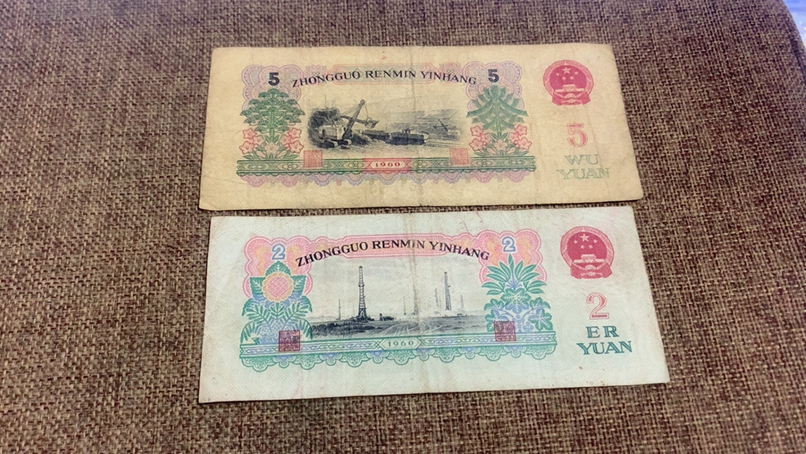 5 ZHONGGUO RENMIN YINHANG 5
5
WU
YUAN
1960
2 ZHONGGUO RENMIN YINHANG 2
2
ER
YUAN
1960